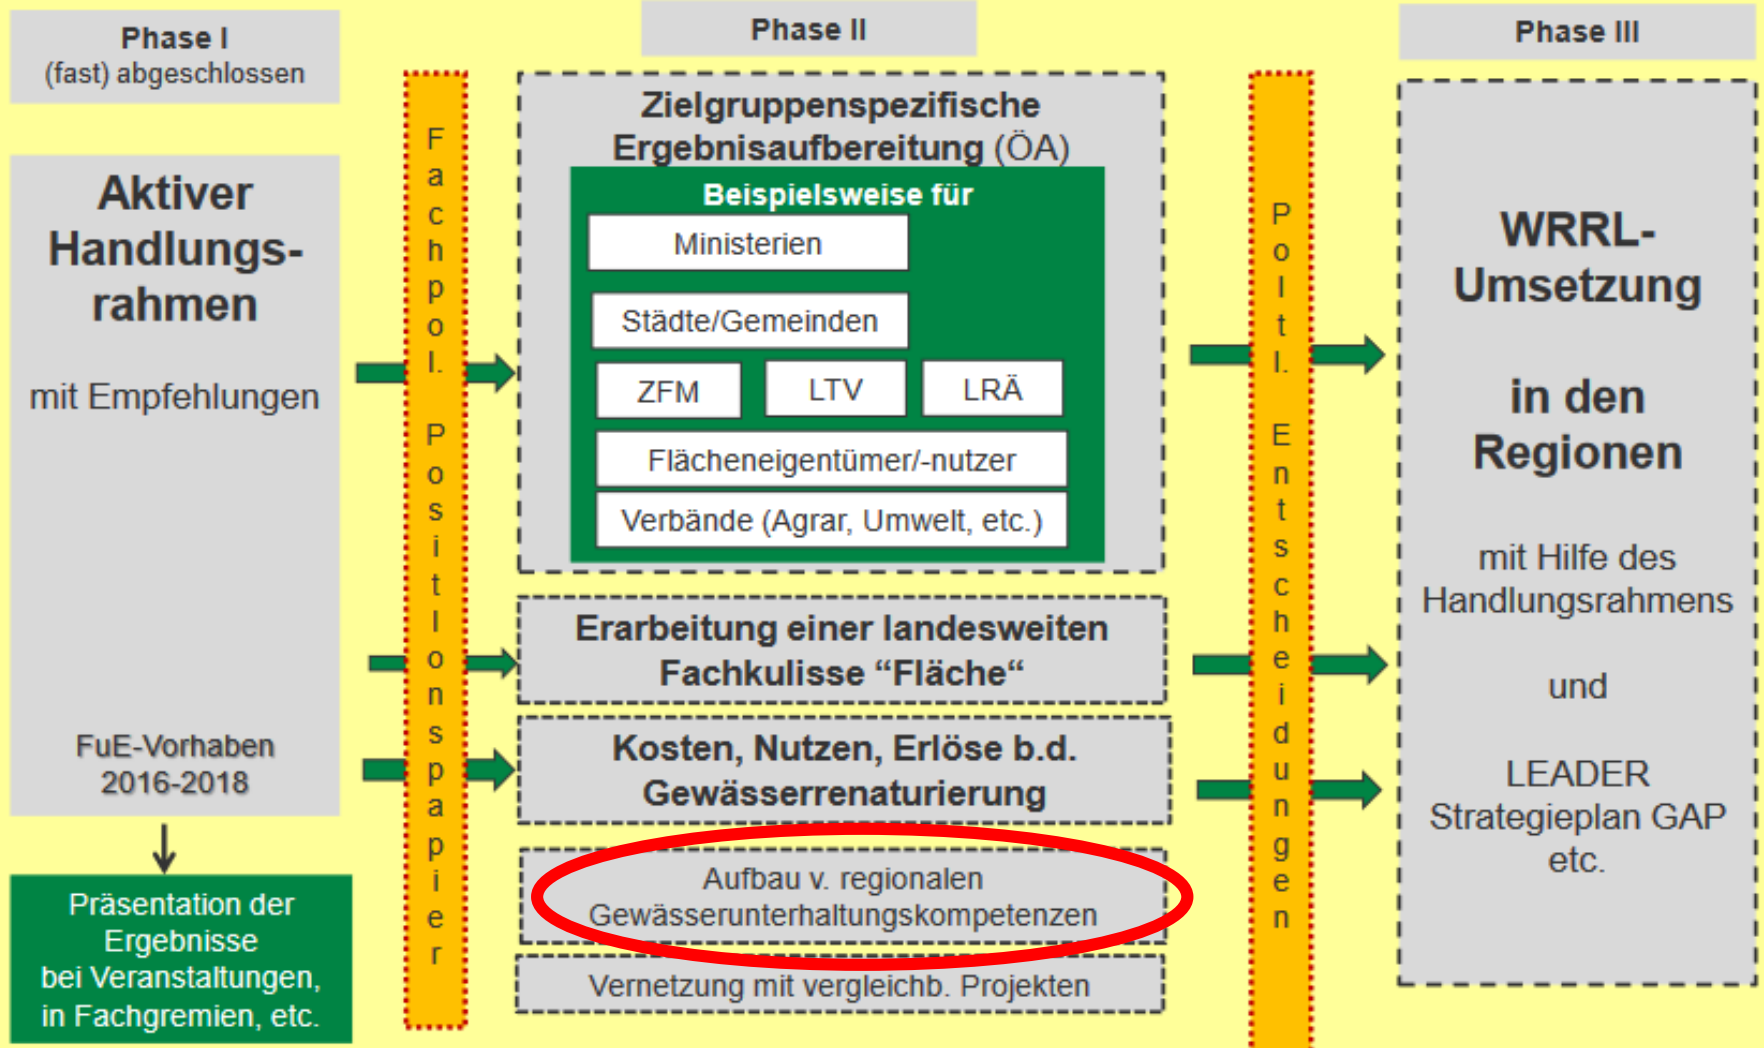 Phase I
(fast) abgeschlossen
Aktiver
Handlungs-
rahmen
mit Empfehlungen
FuE-Vorhaben
2016-2018
Präsentation der
Ergebnisse
bei Veranstaltungen,
in Fachgremien, etc.
Fachpol. Positionspapier
Phase II
Zielgruppenspezifische
Ergebnisaufbereitung (ÖA)
Beispielsweise für
Ministerien
Städte/Gemeinden
ZFM LTV LRÄ
Flächeneigentümer/-nutzer
Verbände (Agrar, Umwelt, etc.)
Erarbeitung einer landesweiten
Fachkulisse “Fläche“
Kosten, Nutzen, Erlöse b.d.
Gewässerrenaturierung
Aufbau v. regionalen
Gewässerunterhaltungskompetenzen
Vernetzung mit vergleichb. Projekten
Poltl. Entscheidungen
Phase III
WRRL-
Umsetzung
in den
Regionen
mit Hilfe des
Handlungsrahmens
und
LEADER
Strategieplan GAP
etc.